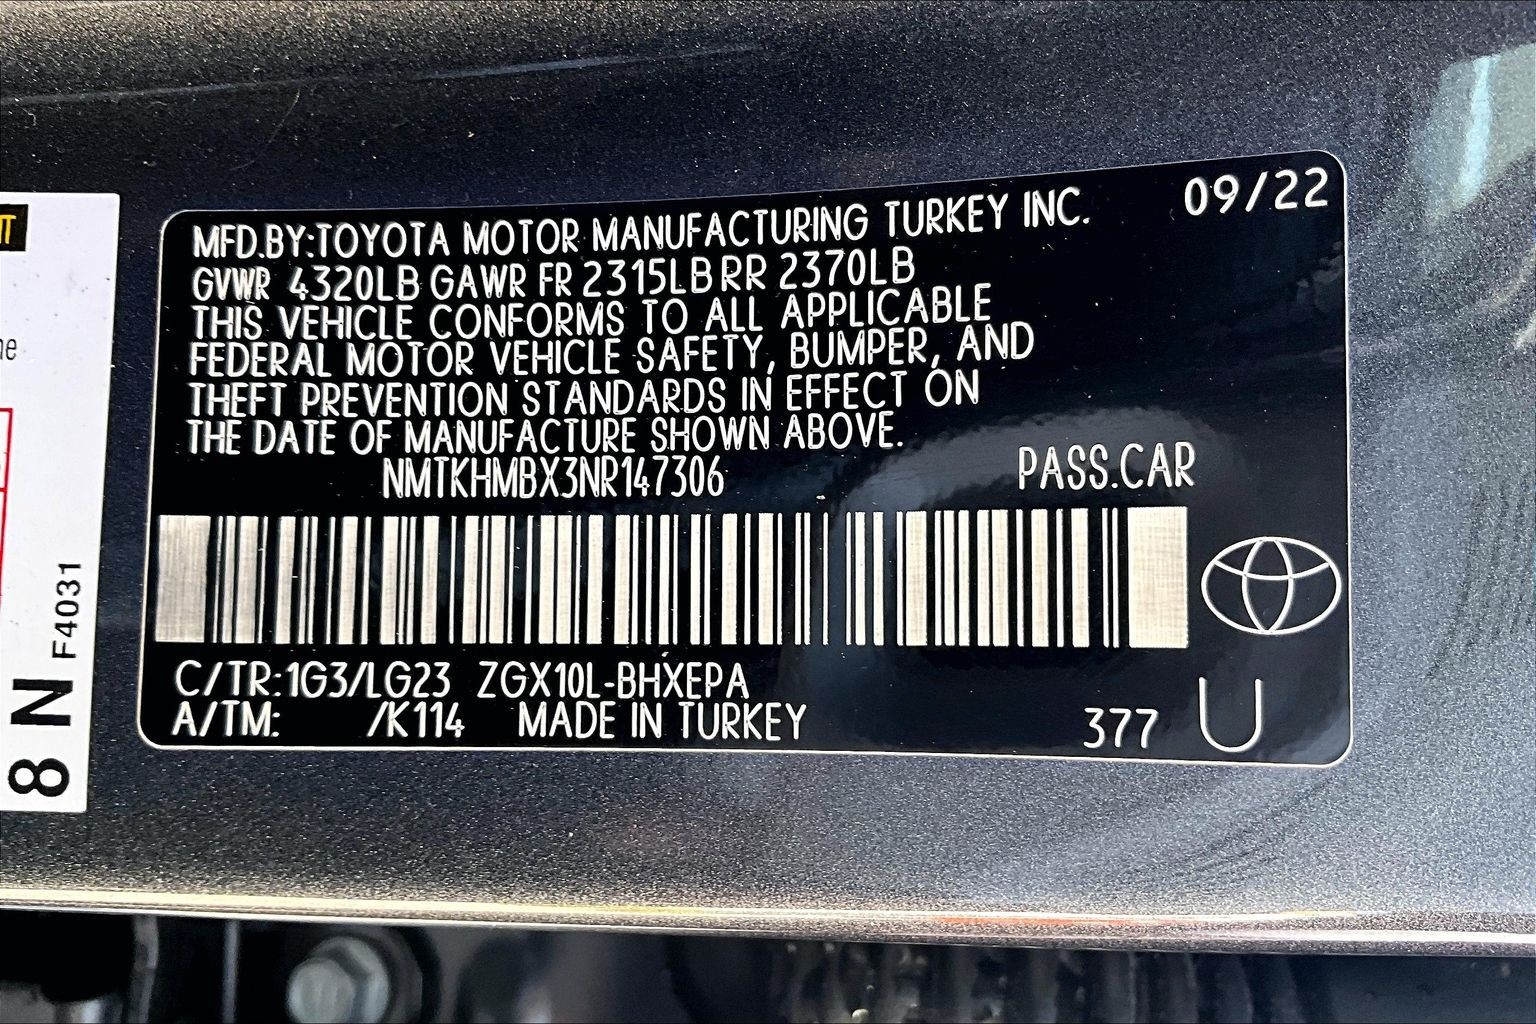 MFD.BY:TOYOTA MOTOR MANUFACTURING TURKEY INC. 09/22
GVWR 4320LB GAWR FR 2315LB RR 2370LB
THIS VEHICLE CONFORMS TO ALL APPLICABLE
FEDERAL MOTOR VEHICLE SAFETY, BUMPER, AND
THEFT PREVENTION STANDARDS IN EFFECT ON
THE DATE OF MANUFACTURE SHOWN ABOVE.
NMTKHMBX3NR147306 PASS.CAR
C/TR:1G3/LG23 ZGX10L-BHXEPA
A/TM: /K114 MADE IN TURKEY 377 U
8 N F4031